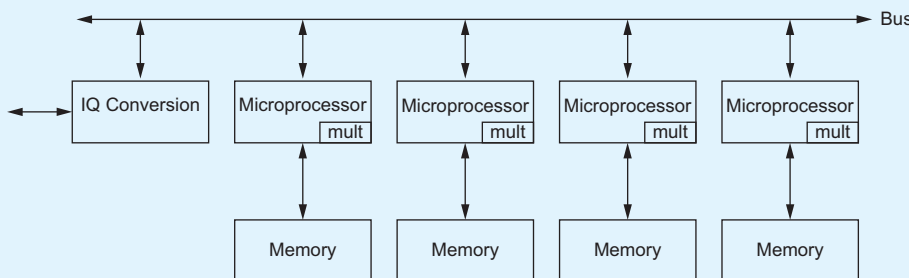 Bus
IQ Conversion
Microprocessor
mult
Microprocessor
mult
Microprocessor
mult
Microprocessor
mult
Memory
Memory
Memory
Memory